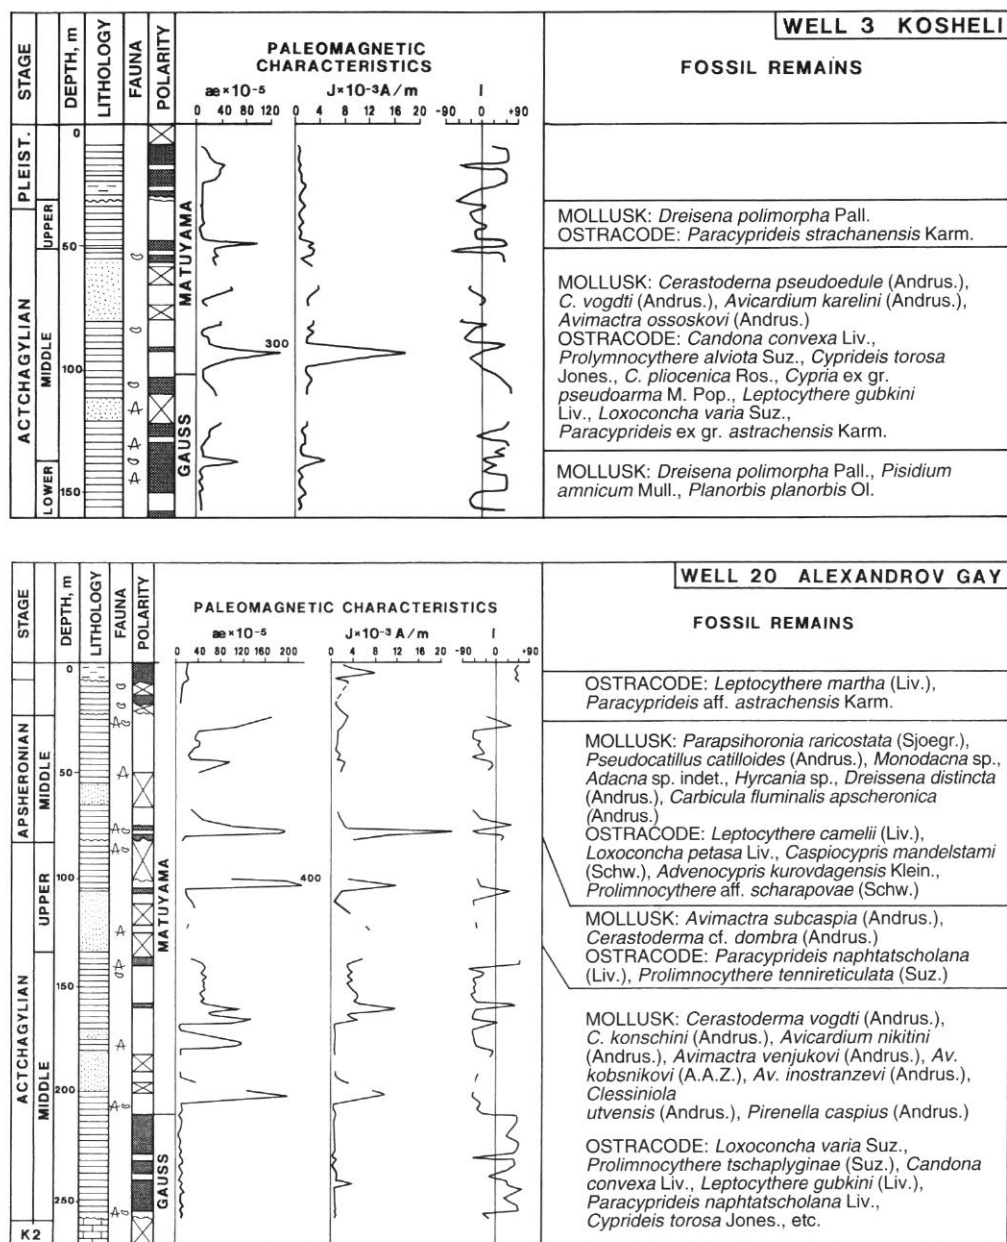 WELL 3 KOSHELI
STAGE
DEPTH, m
LITHOLOGY
FAUNA
POLARITY
PALEOMAGNETIC
CHARACTERISTICS
æ×10-5
0 40 80 120
J×10-3A/m
0 4 8 12 16 20
I
-90 0 +90
FOSSIL REMAINS
PLEIST.
ACTCHAGYLIAN
UPPER
MIDDLE
LOWER
0
50
100
150
MATUYAMA
GAUSS
300
MOLLUSK: Dreisena polimorpha Pall.
OSTRACODE: Paracyprideis strachanensis Karm.
MOLLUSK: Cerastoderna pseudoedule (Andrus.),
C. vogdti (Andrus.), Avicardium karelini (Andrus.),
Avimactra ossoskovi (Andrus.)
OSTRACODE: Candona convexa Liv.,
Prolymnocythere alviota Suz., Cyprideis torosa
Jones., C. pliocenica Ros., Cypria ex gr.
pseudoarma M. Pop., Leptocythere gubkini
Liv., Loxoconcha varia Suz.,
Paracyprideis ex gr. astrachensis Karm.
MOLLUSK: Dreisena polimorpha Pall., Pisidium
amnicum Mull., Planorbis planorbis Ol.
WELL 20 ALEXANDROV GAY
STAGE
DEPTH, m
LITHOLOGY
FAUNA
POLARITY
PALEOMAGNETIC CHARACTERISTICS
æ×10-5
0 40 80 120 160 200
J×10-3 A/m
0 4 8 12 16 20
I
-90 0 +90
FOSSIL REMAINS
APSHERONIAN
MIDDLE
ACTCHAGYLIAN
UPPER
MIDDLE
K2
0
50
100
150
200
250
MATUYAMA
GAUSS
400
OSTRACODE: Leptocythere martha (Liv.),
Paracyprideis aff. astrachensis Karm.
MOLLUSK: Parapsihoronia raricostata (Sjoegr.),
Pseudocatillus catilloides (Andrus.), Monodacna sp.,
Adacna sp. indet., Hyrcania sp., Dreissena distincta
(Andrus.), Carbicula fluminalis apscheronica
(Andrus.)
OSTRACODE: Leptocythere camelii (Liv.),
Loxoconcha petasa Liv., Caspiocypris mandelstami
(Schw.), Advenocypris kurovdagensis Klein.,
Prolimnocythere aff. scharapovae (Schw.)
MOLLUSK: Avimactra subcaspia (Andrus.),
Cerastoderma cf. dombra (Andrus.)
OSTRACODE: Paracyprideis naphtatscholana
(Liv.), Prolimnocythere tennireticulata (Suz.)
MOLLUSK: Cerastoderma vogdti (Andrus.),
C. konschini (Andrus.), Avicardium nikitini
(Andrus.), Avimactra venjukovi (Andrus.), Av.
kobsnikovi (A.A.Z.), Av. inostranzevi (Andrus.),
Clessiniola
utvensis (Andrus.), Pirenella caspius (Andrus.)
OSTRACODE: Loxoconcha varia Suz.,
Prolimnocythere tschaplyginae (Suz.), Candona
convexa Liv., Leptocythere gubkini (Liv.),
Paracyprideis naphtatscholana Liv.,
Cyprideis torosa Jones., etc.